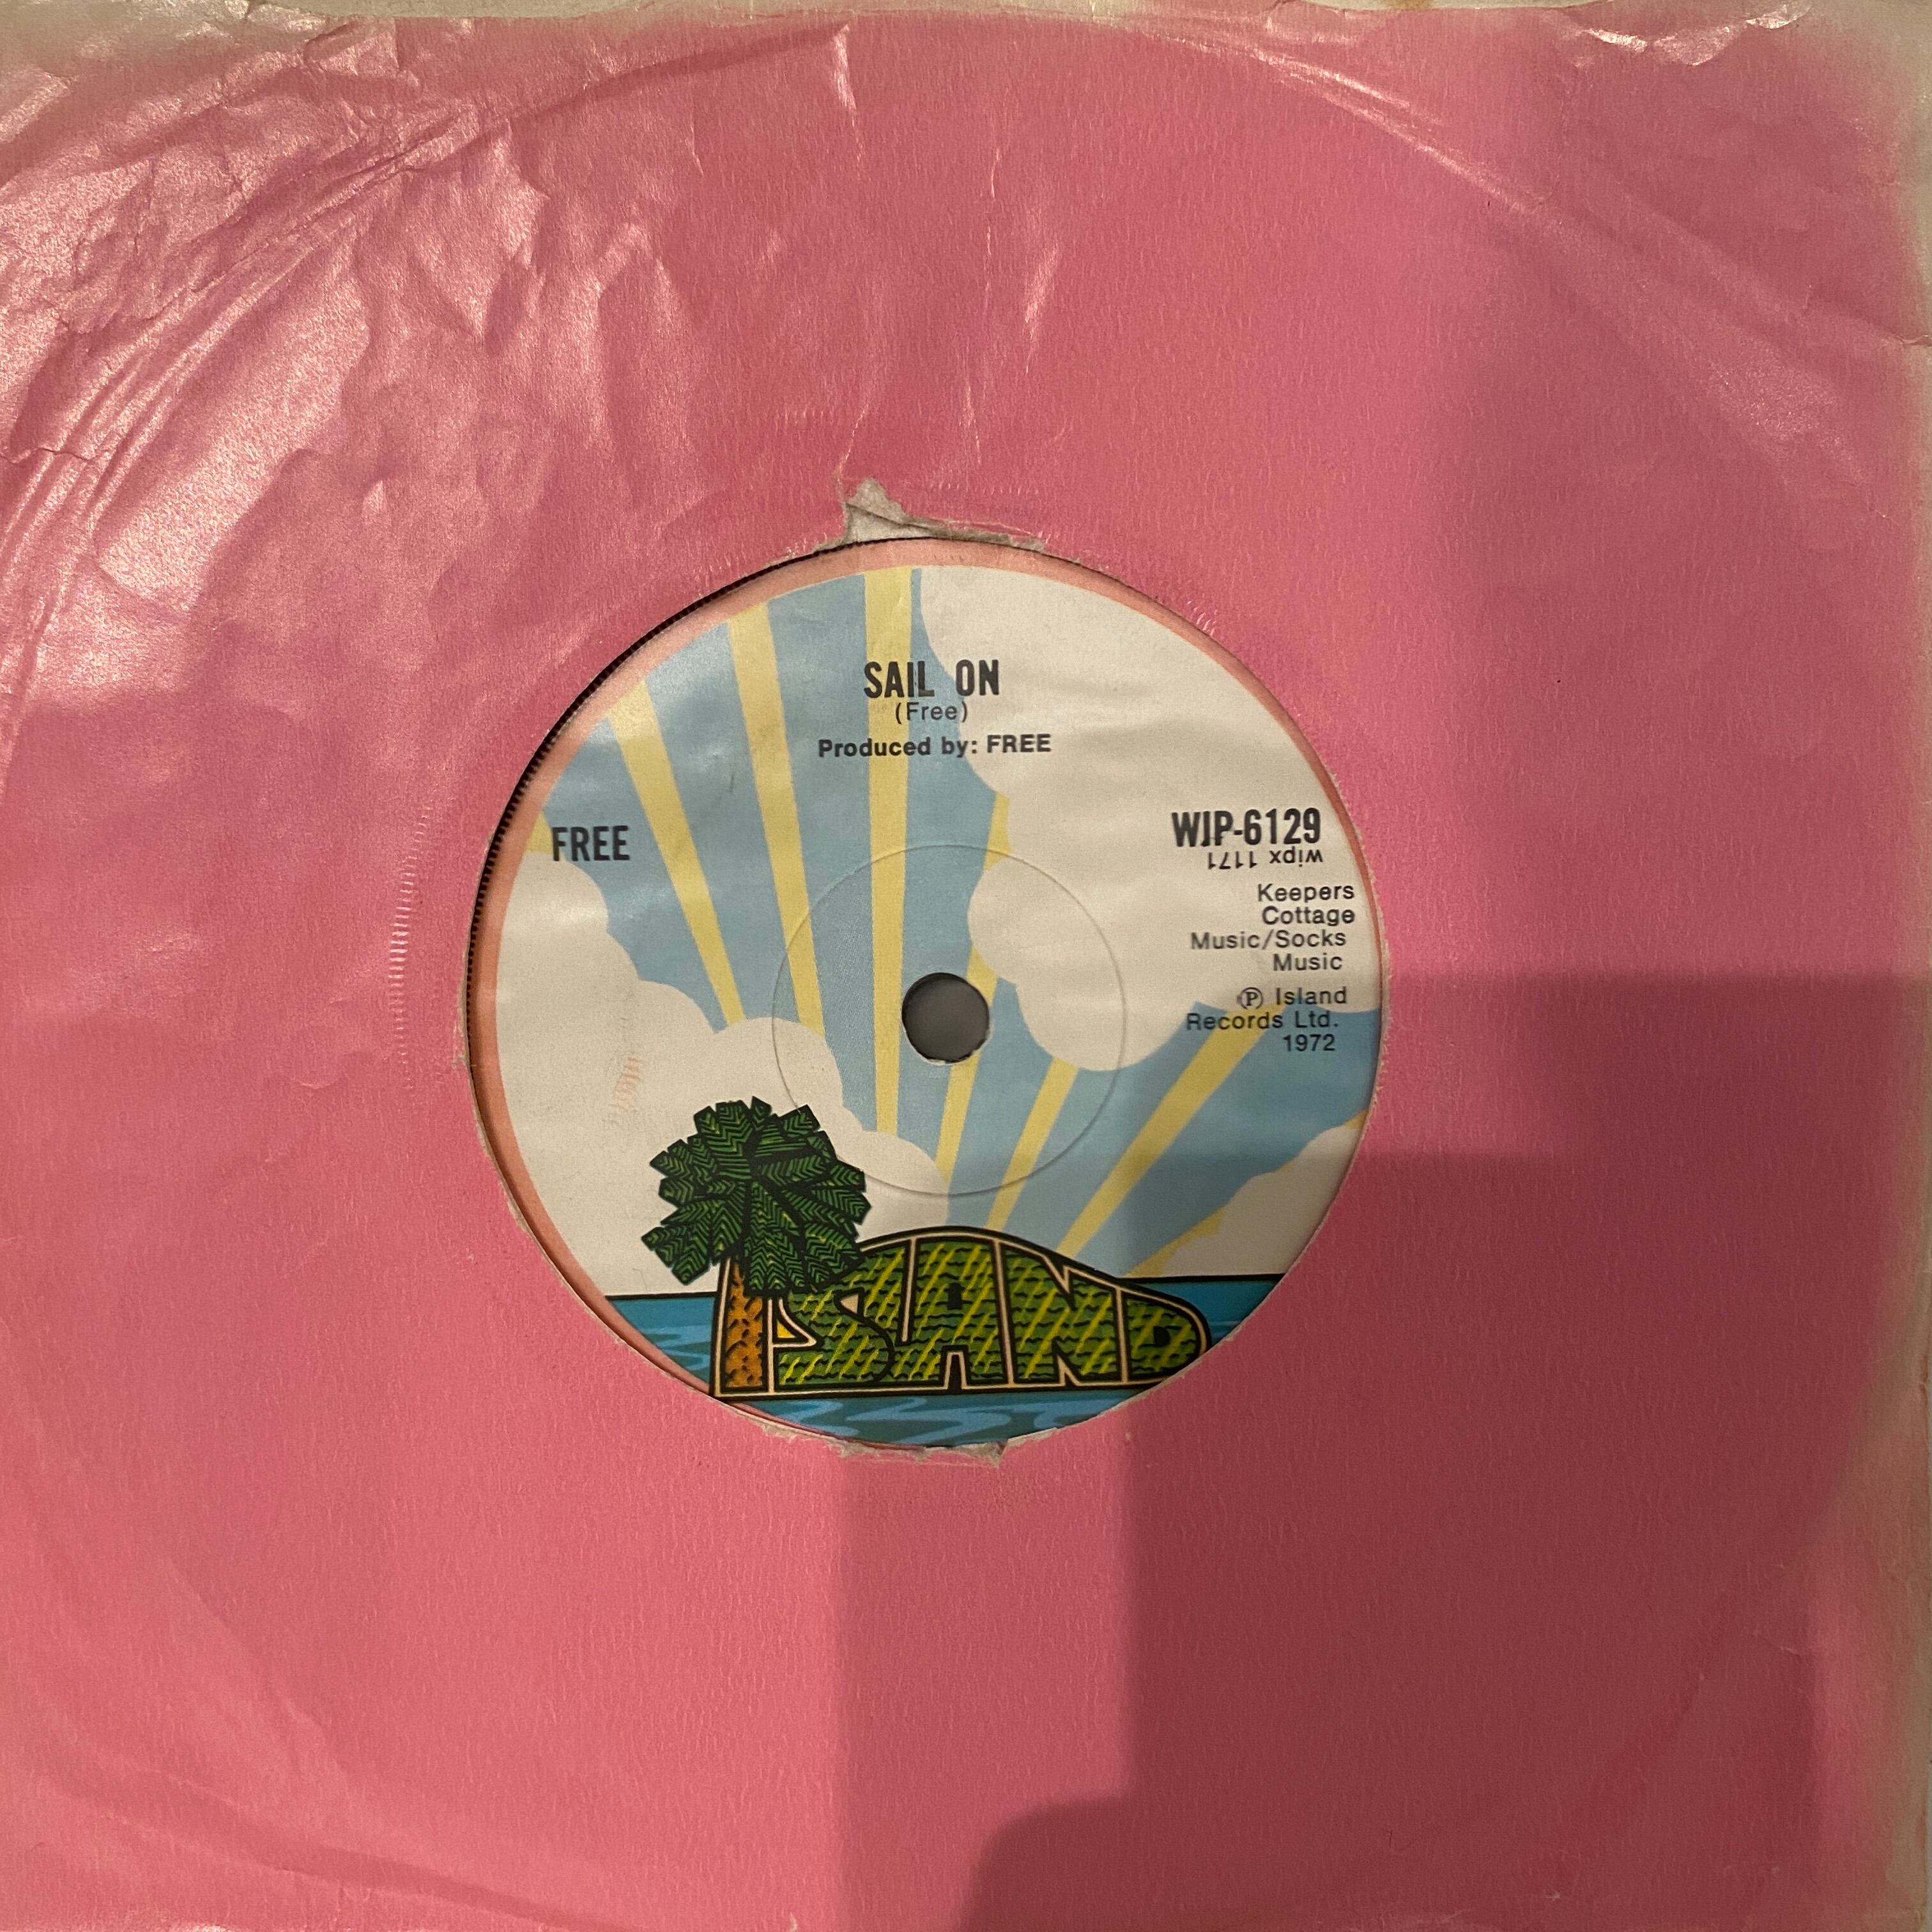 SAIL ON
(Free)
Produced by: FREE
FREE
WIP-6129
wipx 1171
Keepers
Cottage
Music/Socks
Music
Ⓟ Island
Records Ltd.
1972
ISLAND